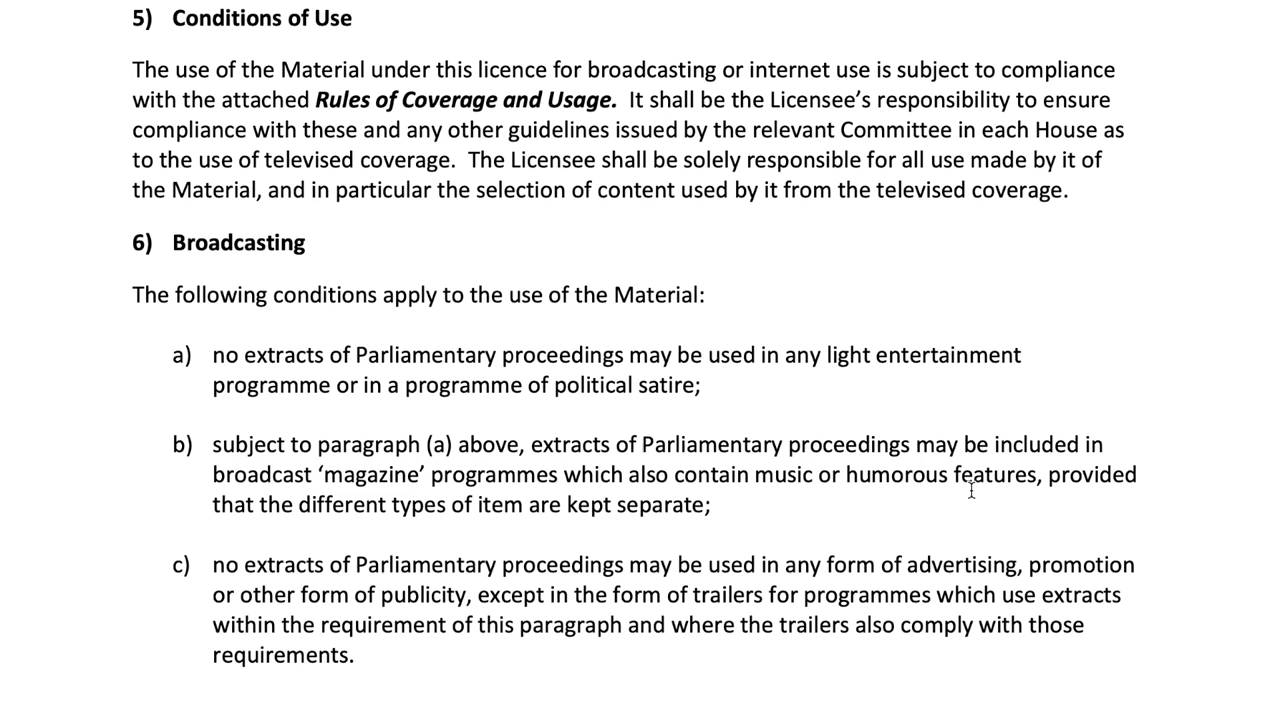 5) Conditions of Use
The use of the Material under this licence for broadcasting or internet use is subject to compliance
with the attached Rules of Coverage and Usage. It shall be the Licensee’s responsibility to ensure
compliance with these and any other guidelines issued by the relevant Committee in each House as
to the use of televised coverage. The Licensee shall be solely responsible for all use made by it of
the Material, and in particular the selection of content used by it from the televised coverage.
6) Broadcasting
The following conditions apply to the use of the Material:
a) no extracts of Parliamentary proceedings may be used in any light entertainment
programme or in a programme of political satire;
b) subject to paragraph (a) above, extracts of Parliamentary proceedings may be included in
broadcast ‘magazine’ programmes which also contain music or humorous features, provided
that the different types of item are kept separate;
c) no extracts of Parliamentary proceedings may be used in any form of advertising, promotion
or other form of publicity, except in the form of trailers for programmes which use extracts
within the requirement of this paragraph and where the trailers also comply with those
requirements.